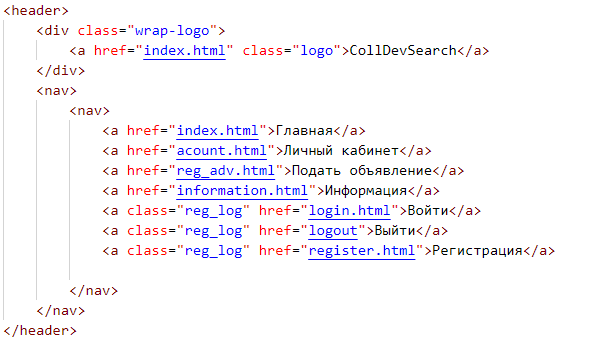 <header>
<div class="wrap-logo">
<a href="index.html" class="logo">CollDevSearch</a>
</div>
<nav>
<nav>
<a href="index.html">Главная</a>
<a href="acount.html">Личный кабинет</a>
<a href="reg_adv.html">Подать объявление</a>
<a href="information.html">Информация</a>
<a class="reg_log" href="login.html">Войти</a>
<a class="reg_log" href="logout">Выйти</a>
<a class="reg_log" href="register.html">Регистрация</a>
</nav>
</nav>
</header>